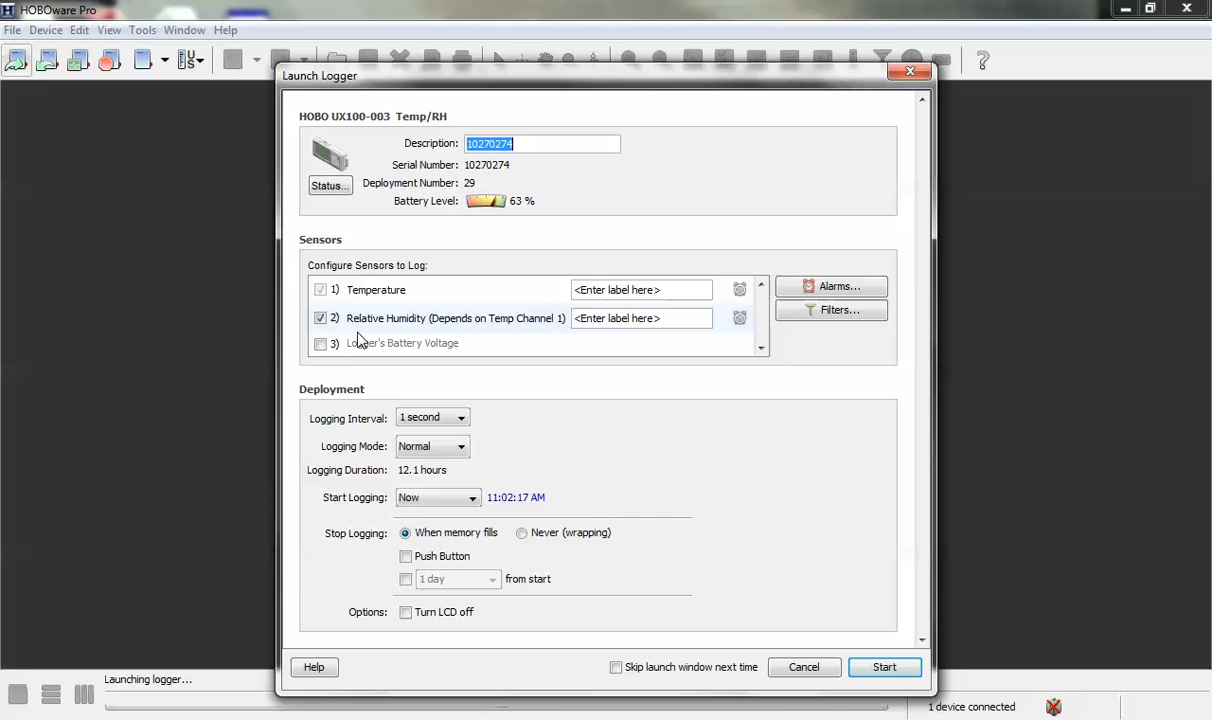 HOBOware Pro
File Device Edit View Tools Window Help
Launch Logger
HOBO UX100-003 Temp/RH
Description: 10270274
Serial Number: 10270274
Status...
Deployment Number: 29
Battery Level: 63 %
Sensors
Configure Sensors to Log:
1) Temperature <Enter label here>
Alarms...
2) Relative Humidity (Depends on Temp Channel 1) <Enter label here>
Filters...
3) Logger's Battery Voltage
Deployment
Logging Interval: 1 second
Logging Mode: Normal
Logging Duration: 12.1 hours
Start Logging: Now 11:02:17 AM
Stop Logging: When memory fills Never (wrapping)
Push Button
1 day from start
Options: Turn LCD off
Help Skip launch window next time Cancel Start
Launching logger...
1 device connected